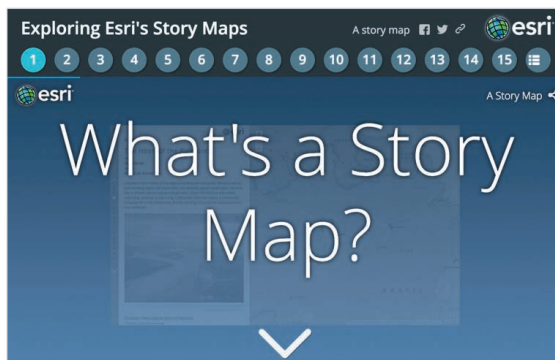 Exploring Esri's Story Maps
A story map
esri
1 2 3 4 5 6 7 8 9 10 11 12 13 14 15
esri
A Story Map
What's a Story
Map?